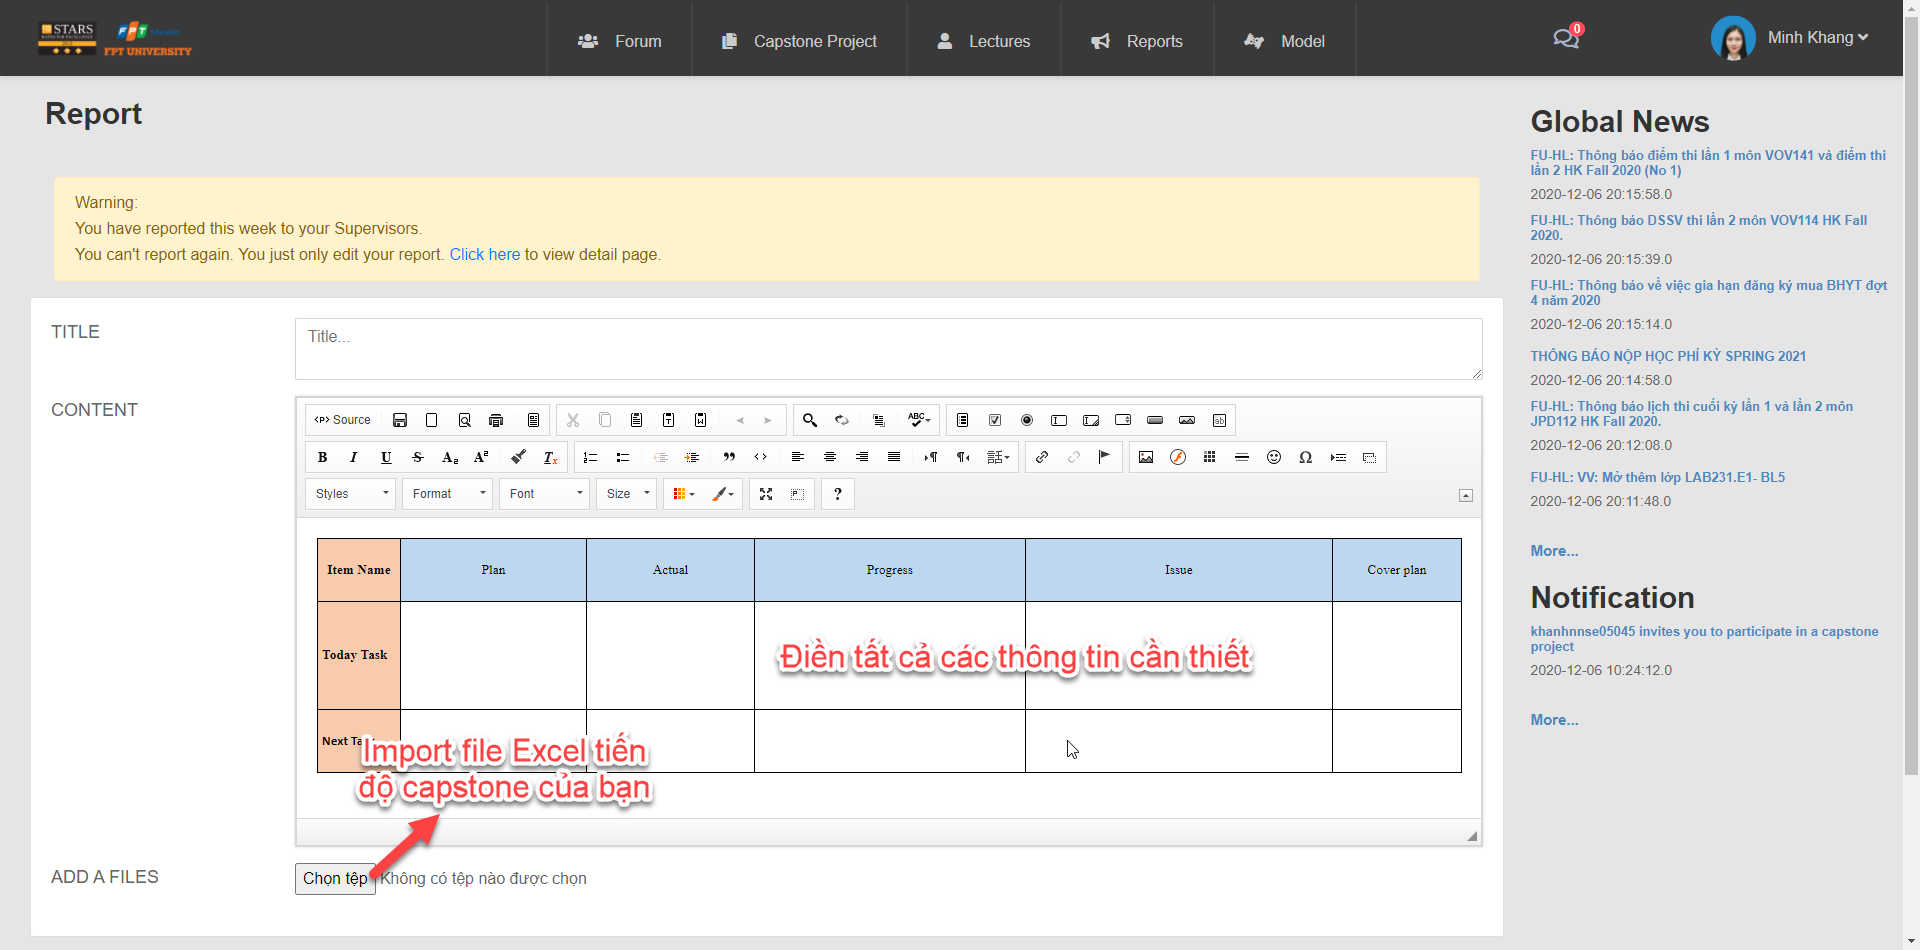 STARS
FPT Education
FPT UNIVERSITY
Forum
Capstone Project
Lectures
Reports
Model
0
Minh Khang
Report
Warning:
You have reported this week to your Supervisors.
You can't report again. You just only edit your report. Click here to view detail page.
TITLE
Title...
CONTENT
Source
ABC
B I U S A2 A2 Tx
Styles
Format
Font
Size
?
Item Name
Plan
Actual
Progress
Issue
Cover plan
Today Task
Điền tất cả các thông tin cần thiết
Next Ta
Import file Excel tiến
độ capstone của bạn
ADD A FILES
Chọn tệp
Không có tệp nào được chọn
Global News
FU-HL: Thông báo điểm thi lần 1 môn VOV141 và điểm thi
lần 2 HK Fall 2020 (No 1)
2020-12-06 20:15:58.0
FU-HL: Thông báo DSSV thi lần 2 môn VOV114 HK Fall
2020.
2020-12-06 20:15:39.0
FU-HL: Thông báo về việc gia hạn đăng ký mua BHYT đợt
4 năm 2020
2020-12-06 20:15:14.0
THÔNG BÁO NỘP HỌC PHÍ KỲ SPRING 2021
2020-12-06 20:14:58.0
FU-HL: Thông báo lịch thi cuối kỳ lần 1 và lần 2 môn
JPD112 HK Fall 2020.
2020-12-06 20:12:08.0
FU-HL: VV: Mở thêm lớp LAB231.E1- BL5
2020-12-06 20:11:48.0
More...
Notification
khanhnnse05045 invites you to participate in a capstone
project
2020-12-06 10:24:12.0
More...